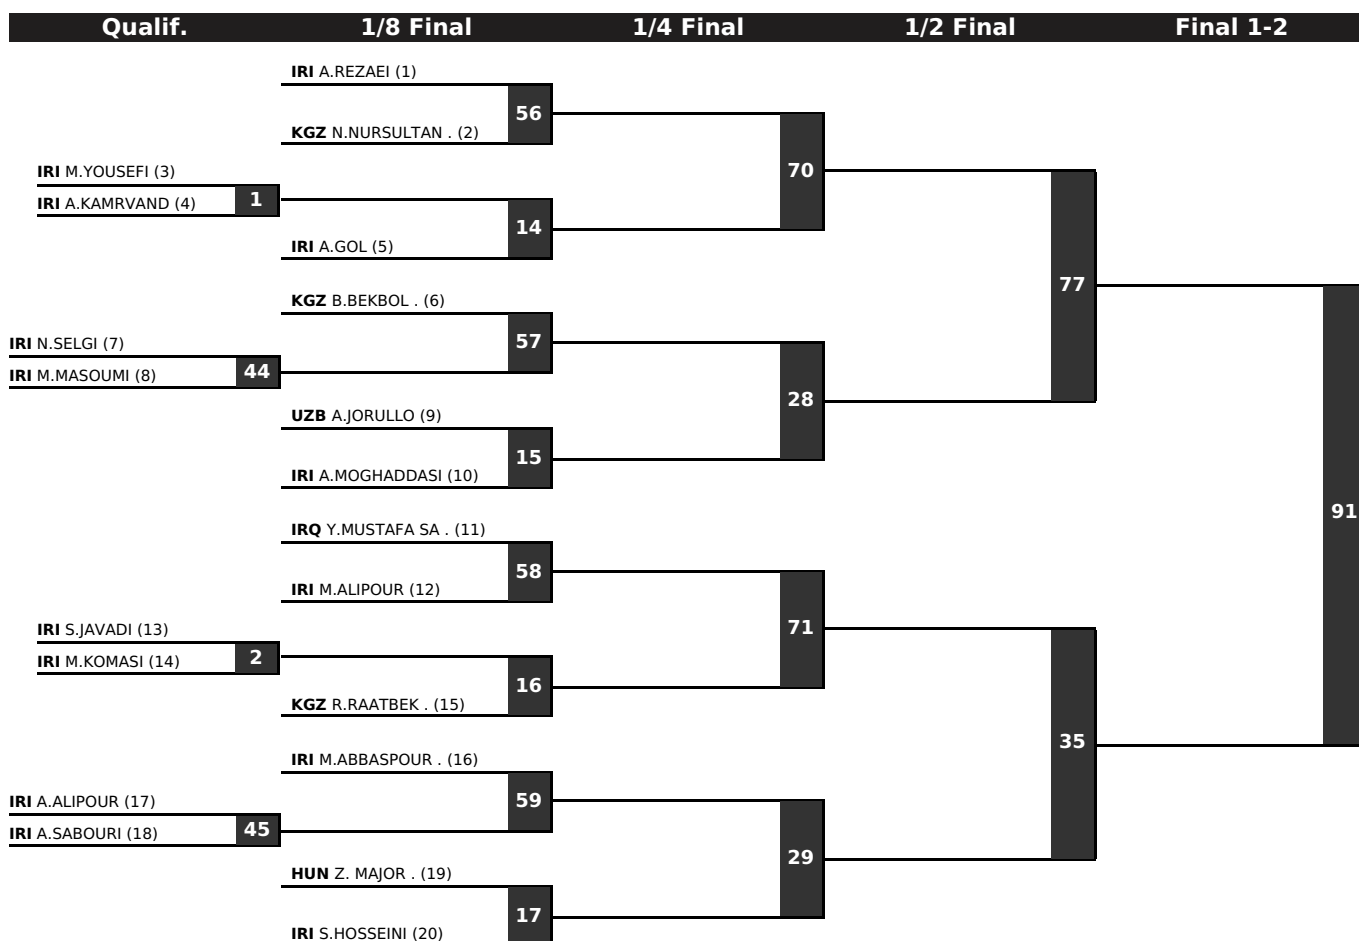 Qualif. 1/8 Final 1/4 Final 1/2 Final Final 1-2
IRI A.REZAEI (1)
56
KGZ N.NURSULTAN . (2)
IRI M.YOUSEFI (3)
70
IRI A.KAMRVAND (4) 1
14
IRI A.GOL (5)
77
KGZ B.BEKBOL . (6)
57
IRI N.SELGI (7)
IRI M.MASOUMI (8) 44
28
UZB A.JORULLO (9)
15
IRI A.MOGHADDASI (10)
91
IRQ Y.MUSTAFA SA . (11)
58
IRI M.ALIPOUR (12)
IRI S.JAVADI (13)
71
IRI M.KOMASI (14) 2
16
KGZ R.RAATBEK . (15)
35
IRI M.ABBASPOUR . (16)
59
IRI A.ALIPOUR (17)
IRI A.SABOURI (18) 45
29
HUN Z. MAJOR . (19)
17
IRI S.HOSSEINI (20)